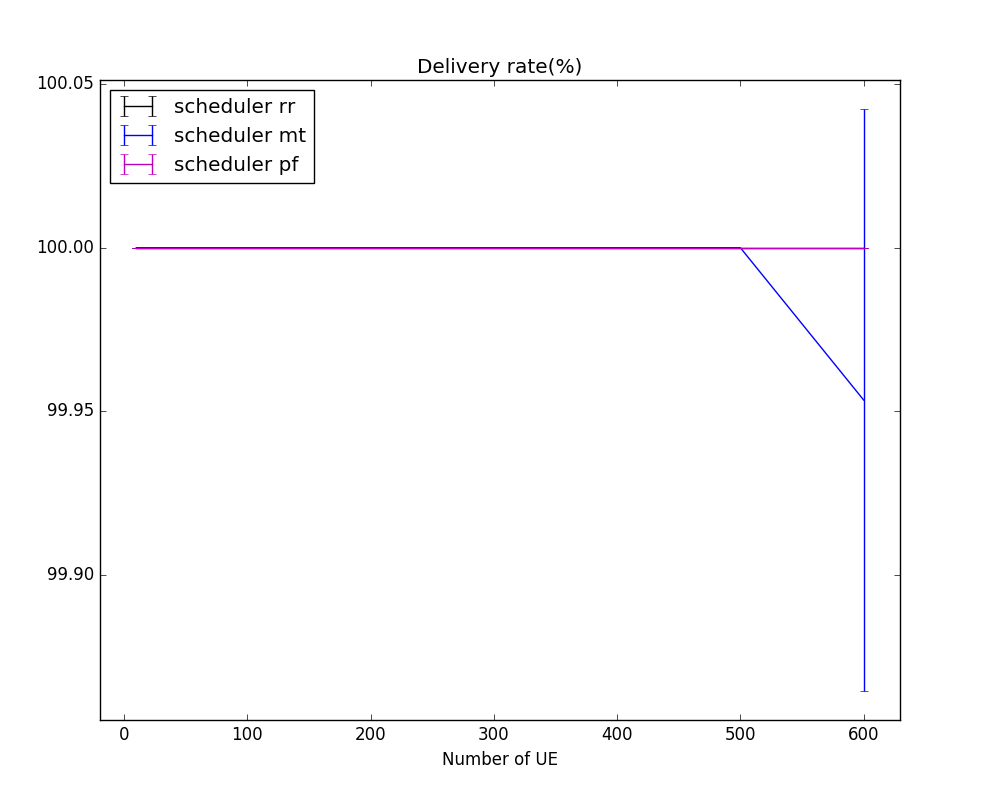 Delivery rate(%)
100.05
100.00
99.95
99.90
scheduler rr
scheduler mt
scheduler pf
0 100 200 300 400 500 600
Number of UE